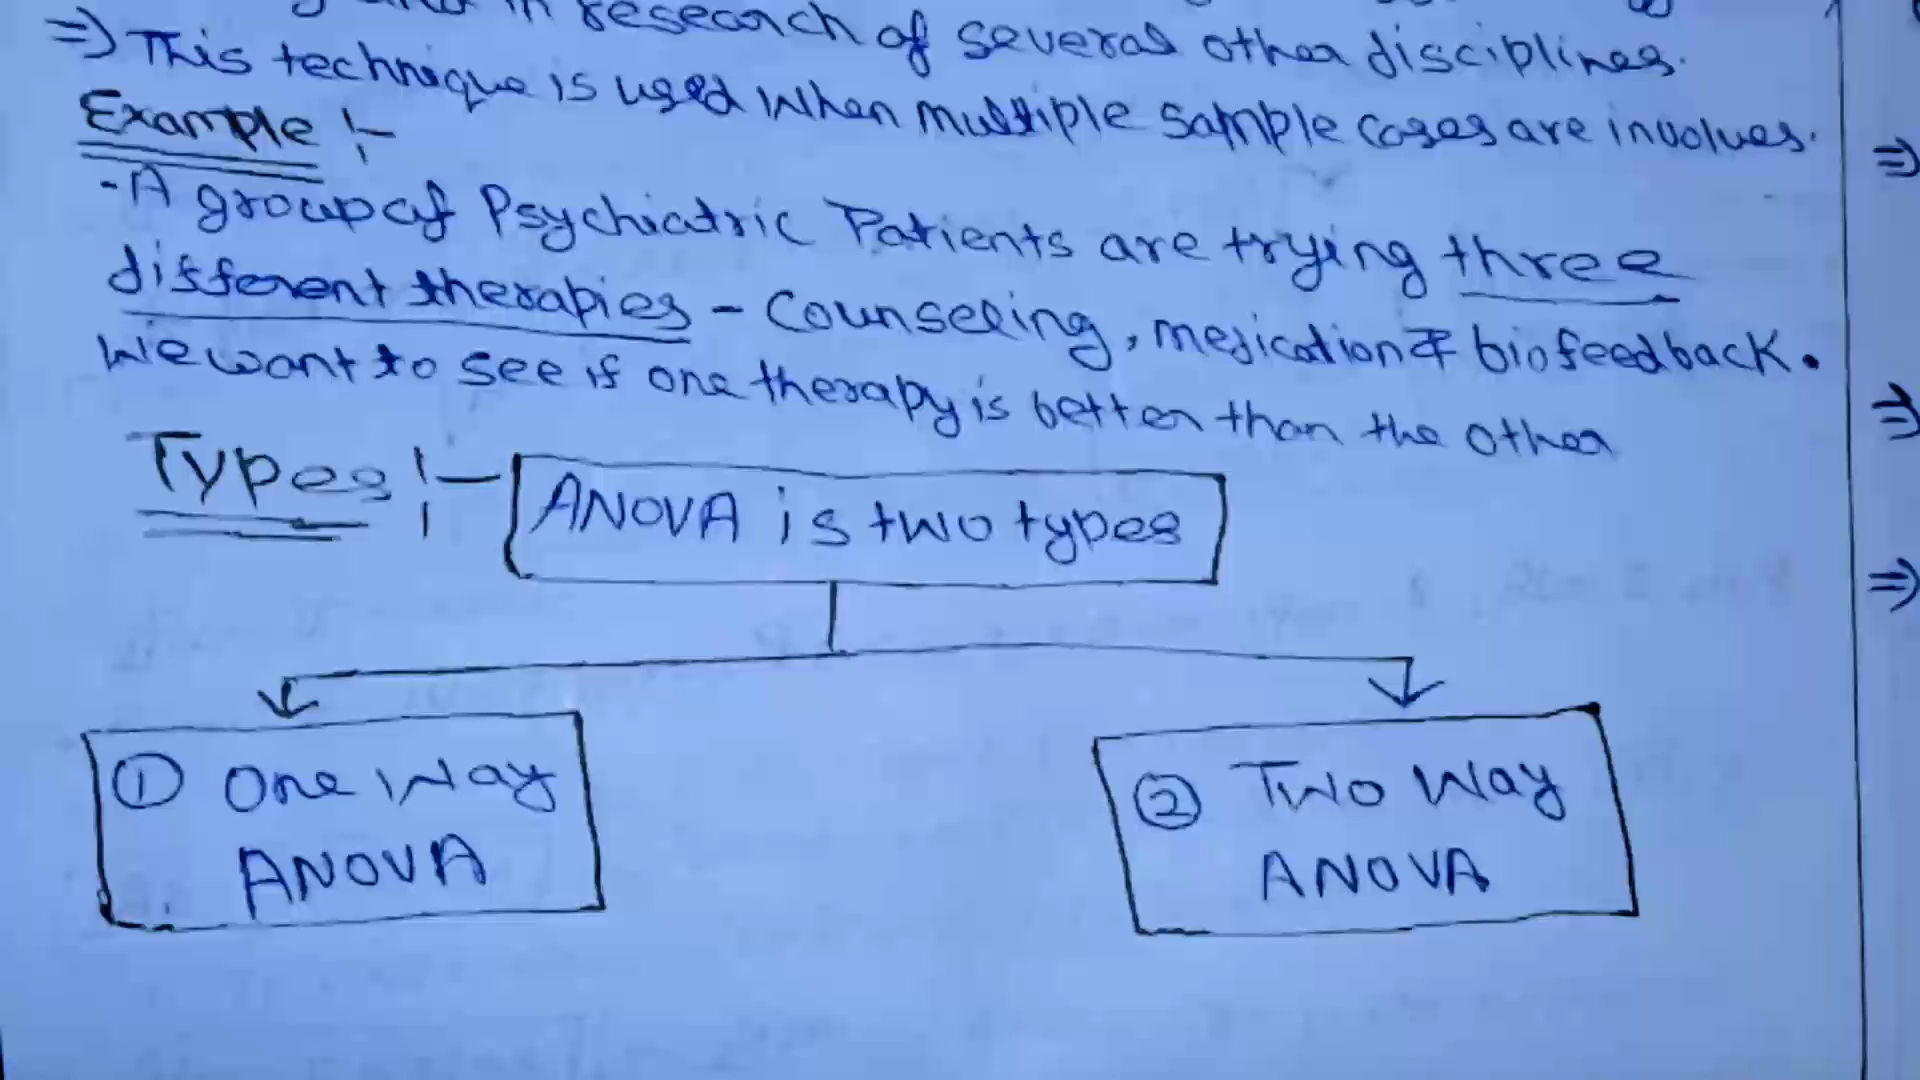 in research of several other disciplines.
⇒ This technique is used when multiple sample cases are involves.
Example :-
- A group of Psychiatric Patients are trying three
different therapies - Counseling, medication & biofeedback.
We want to see if one therapy is better than the other
Types :- ANOVA is two types
① One Way
ANOVA
② Two Way
ANOVA
⇒
⇒
⇒